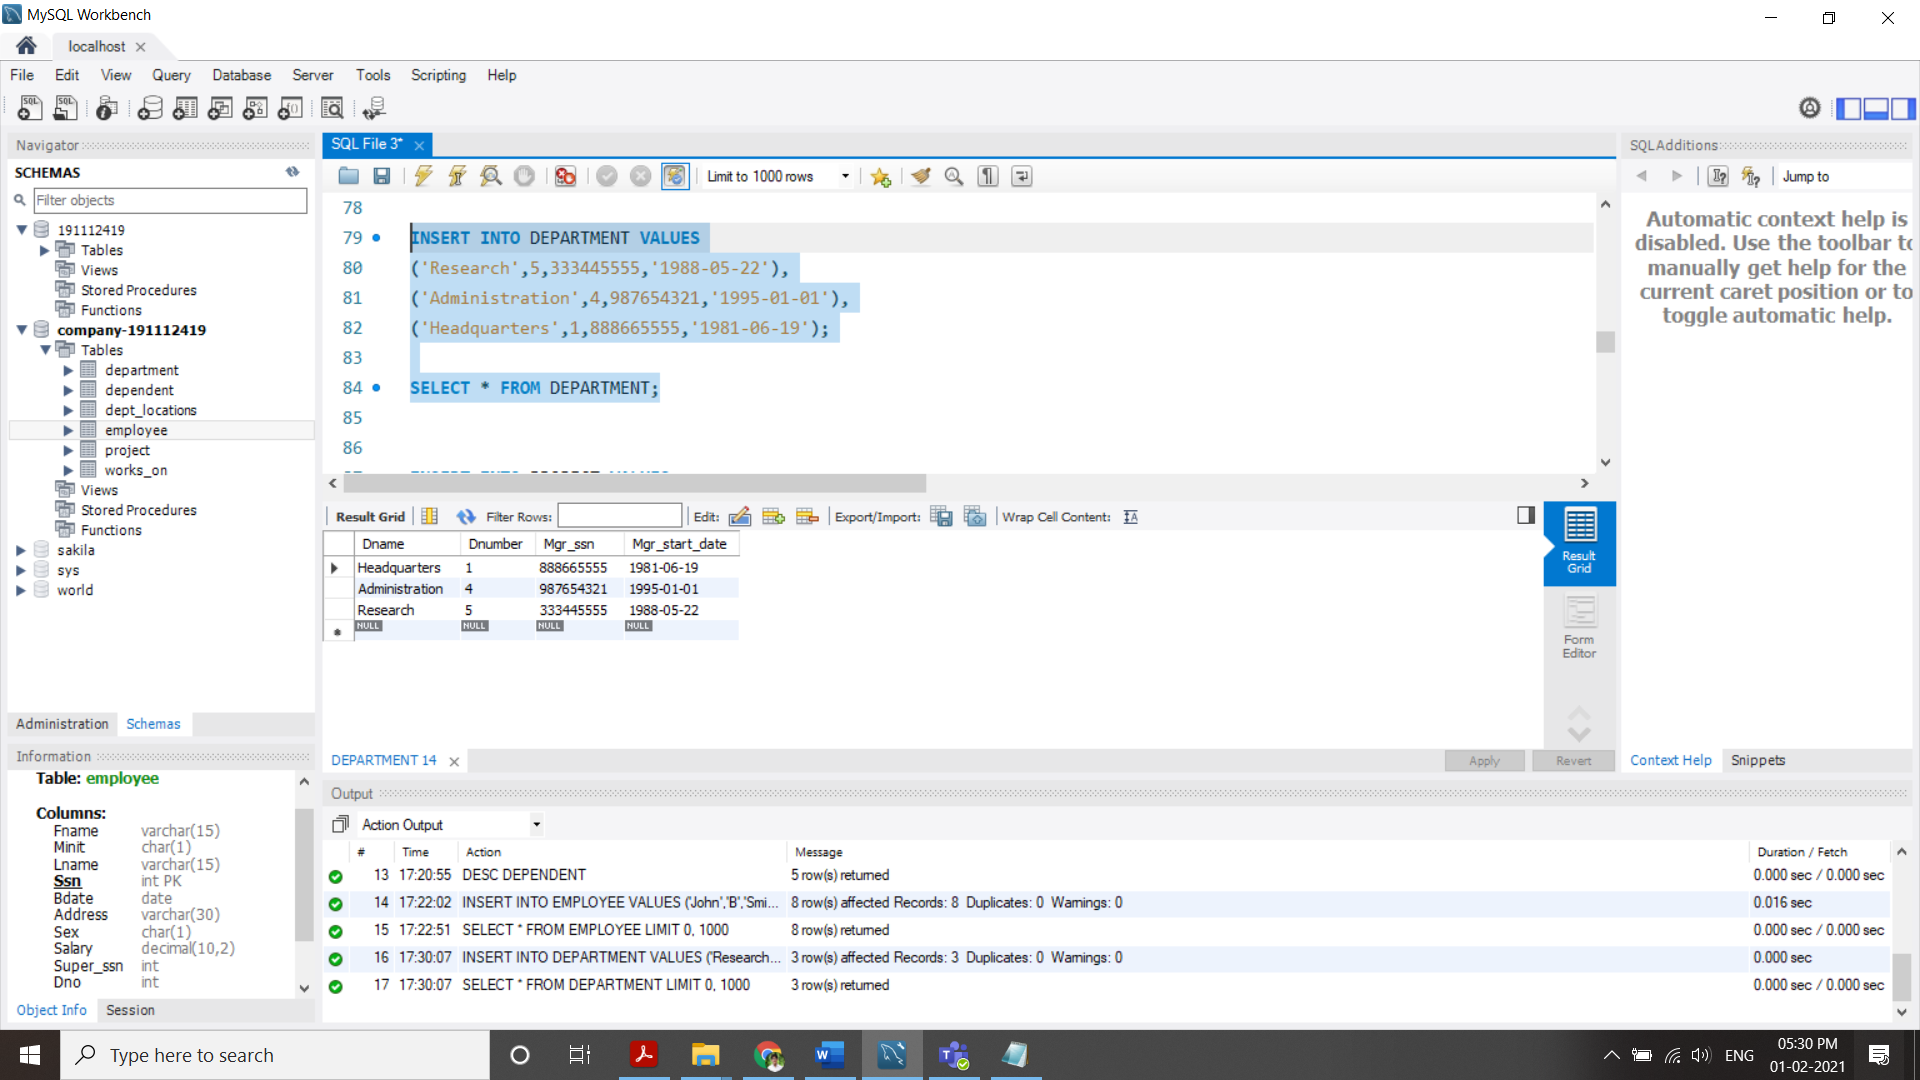 MySQL Workbench
localhost
File Edit View Query Database Server Tools Scripting Help
Navigator
SCHEMAS
Filter objects
191112419
Tables
Views
Stored Procedures
Functions
company-191112419
Tables
department
dependent
dept_locations
employee
project
works_on
Views
Stored Procedures
Functions
sakila
sys
world
Administration Schemas
Information
Table: employee
Columns:
Fname varchar(15)
Minit char(1)
Lname varchar(15)
Ssn int PK
Bdate date
Address varchar(30)
Sex char(1)
Salary decimal(10,2)
Super_ssn int
Dno int
Object Info Session
SQL File 3*
Limit to 1000 rows
78
79 INSERT INTO DEPARTMENT VALUES
80 ('Research',5,333445555,'1988-05-22'),
81 ('Administration',4,987654321,'1995-01-01'),
82 ('Headquarters',1,888665555,'1981-06-19');
83
84 SELECT * FROM DEPARTMENT;
85
86
Result Grid Filter Rows: Edit: Export/Import: Wrap Cell Content:
Dname Dnumber Mgr_ssn Mgr_start_date
Headquarters 1 888665555 1981-06-19
Administration 4 987654321 1995-01-01
Research 5 333445555 1988-05-22
NULL NULL NULL NULL
Result
Grid
Form
Editor
DEPARTMENT 14
Apply Revert
Output
Action Output
# Time Action Message Duration / Fetch
13 17:20:55 DESC DEPENDENT 5 row(s) returned 0.000 sec / 0.000 sec
14 17:22:02 INSERT INTO EMPLOYEE VALUES ('John','B','Smi... 8 row(s) affected Records: 8 Duplicates: 0 Warnings: 0 0.016 sec
15 17:22:51 SELECT * FROM EMPLOYEE LIMIT 0, 1000 8 row(s) returned 0.000 sec / 0.000 sec
16 17:30:07 INSERT INTO DEPARTMENT VALUES ('Research... 3 row(s) affected Records: 3 Duplicates: 0 Warnings: 0 0.000 sec
17 17:30:07 SELECT * FROM DEPARTMENT LIMIT 0, 1000 3 row(s) returned 0.000 sec / 0.000 sec
SQLAdditions
Jump to
Automatic context help is
disabled. Use the toolbar to
manually get help for the
current caret position or to
toggle automatic help.
Context Help Snippets
Type here to search
ENG
05:30 PM
01-02-2021